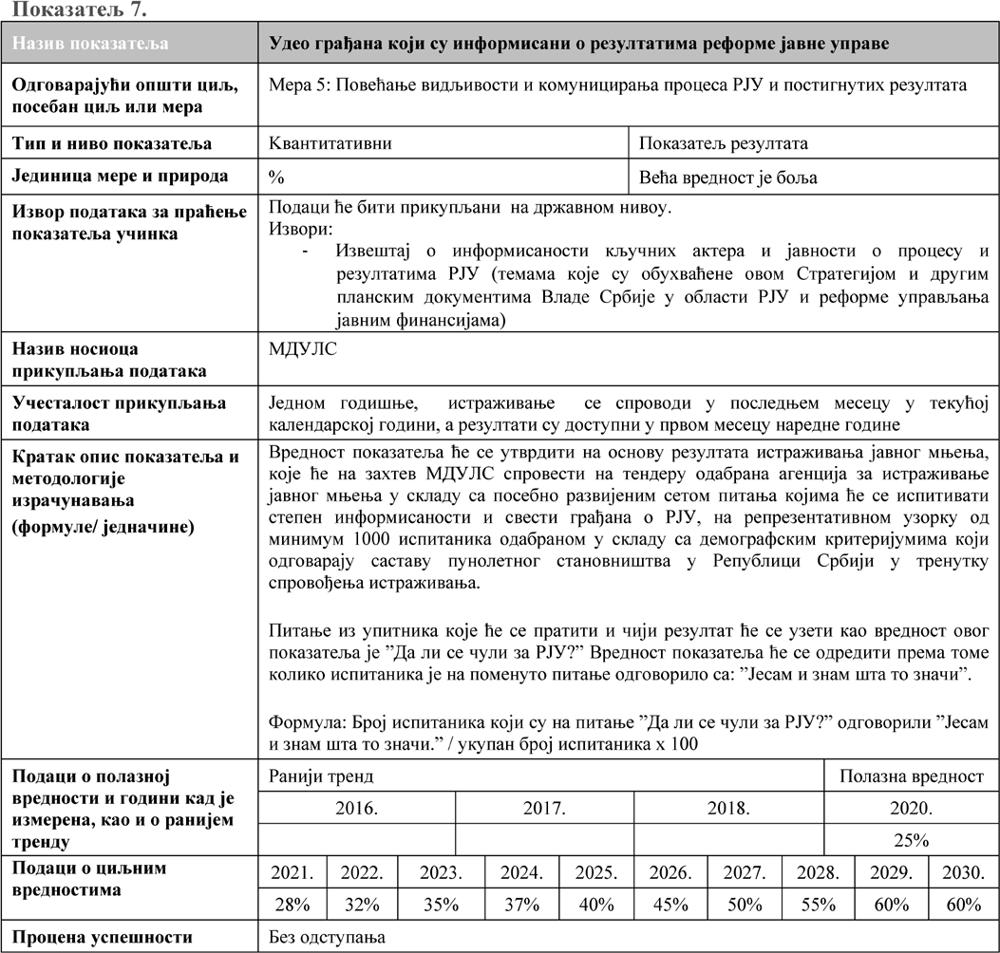 Показатељ 7.
Назив показатеља
Удео грађана који су информисани о резултатима реформе јавне управе
Одговарајући општи циљ,
посебан циљ или мера
Мера 5: Повећање видљивости и комуницирања процеса РЈУ и постигнутих резултата
Тип и ниво показатеља
Квантитативни
Показатељ резултата
Јединица мере и природа
%
Већа вредност је боља
Извор података за праћење
показатеља учинка
Подаци ће бити прикупљани на државном нивоу.
Извори:
- Извештај о информисаности кључних актера и јавности о процесу и
резултатима РЈУ (темама које су обухваћене овом Стратегијом и другим
планским документима Владе Србије у области РЈУ и реформе управљања
јавним финансијама)
Назив носиоца
прикупљања података
МДУЛС
Учесталост прикупљања
података
Једном годишње, истраживање се спроводи у последњем месецу у текућој
календарској години, а резултати су доступни у првом месецу наредне године
Кратак опис показатеља и
методологије
израчунавања
(формуле/ једначине)
Вредност показатеља ће се утврдити на основу резултата истраживања јавног мњења,
које ће на захтев МДУЛС спровести на тендеру одабрана агенција за истраживање
јавног мњења у складу са посебно развијеним сетом питања којима ће се испитивати
степен информисаности и свести грађана о РЈУ, на репрезентативном узорку од
минимум 1000 испитаника одабраном у складу са демографским критеријумима који
одговарају саставу пунолетног становништва у Републици Србији у тренутку
спровођења истраживања.
Питање из упитника које ће се пратити и чији резултат ће се узети као вредност овог
показатеља је ”Да ли се чули за РЈУ?” Вредност показатеља ће се одредити према томе
колико испитаника је на поменуто питање одговорило са: ”Јесам и знам шта то значи”.
Формула: Број испитаника који су на питање ”Да ли се чули за РЈУ?” одговорили ”Јесам
и знам шта то значи.” / укупан број испитаника x 100
Подаци о полазној
вредности и години кад је
измерена, као и о ранијем
тренду
Ранији тренд
Полазна вредност
2016. 2017. 2018. 2020.
25%
Подаци о циљним
вредностима
2021. 2022. 2023. 2024. 2025. 2026. 2027. 2028. 2029. 2030.
28% 32% 35% 37% 40% 45% 50% 55% 60% 60%
Процена успешности
Без одступања